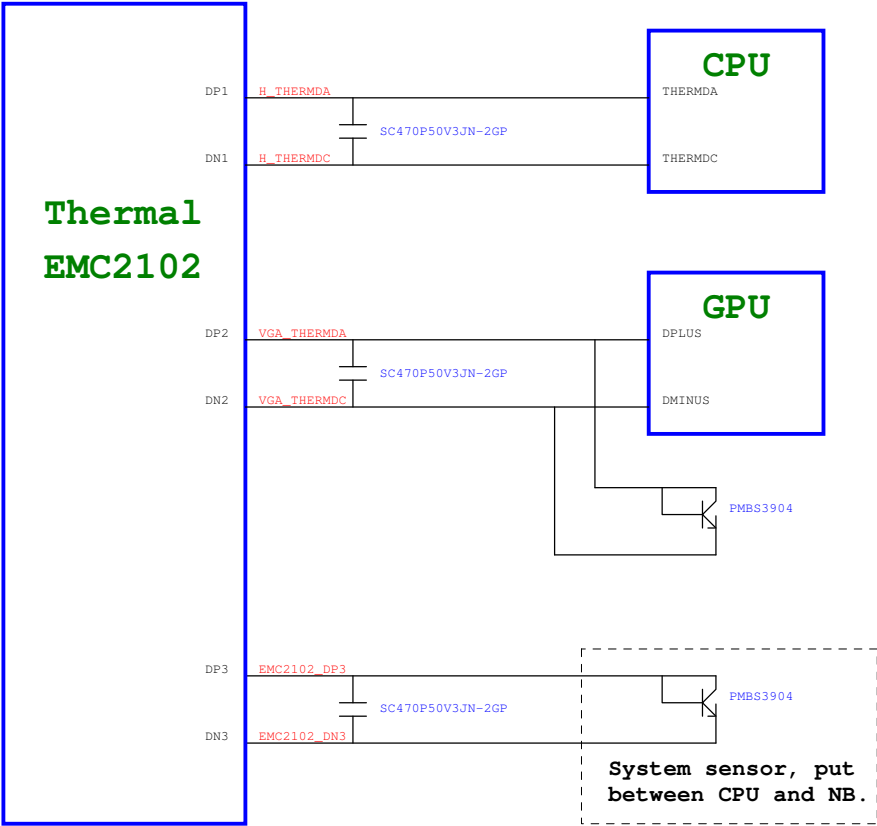 CPU
DP1 H_THERMDA THERMDA
SC470P50V3JN-2GP
DN1 H_THERMDC THERMDC
Thermal
EMC2102
GPU
DP2 VGA_THERMDA DPLUS
SC470P50V3JN-2GP
DN2 VGA_THERMDC DMINUS
PMBS3904
DP3 EMC2102_DP3
PMBS3904
SC470P50V3JN-2GP
DN3 EMC2102_DN3
System sensor, put
between CPU and NB.